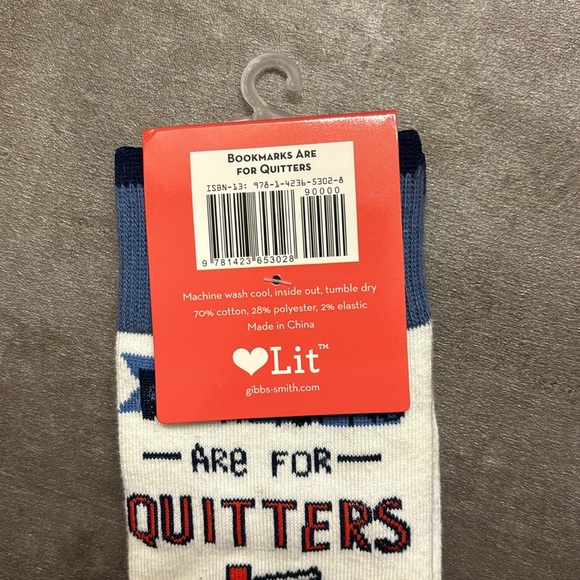 BOOKMARKS ARE
FOR QUITTERS
ISBN-13: 978-1-4236-5302-8
90000
9 781423 653028
Machine wash cool, inside out, tumble dry
70% cotton, 28% polyester, 2% elastic
Made in China
Lit™
gibbs-smith.com
ARE FOR
QUITTERS